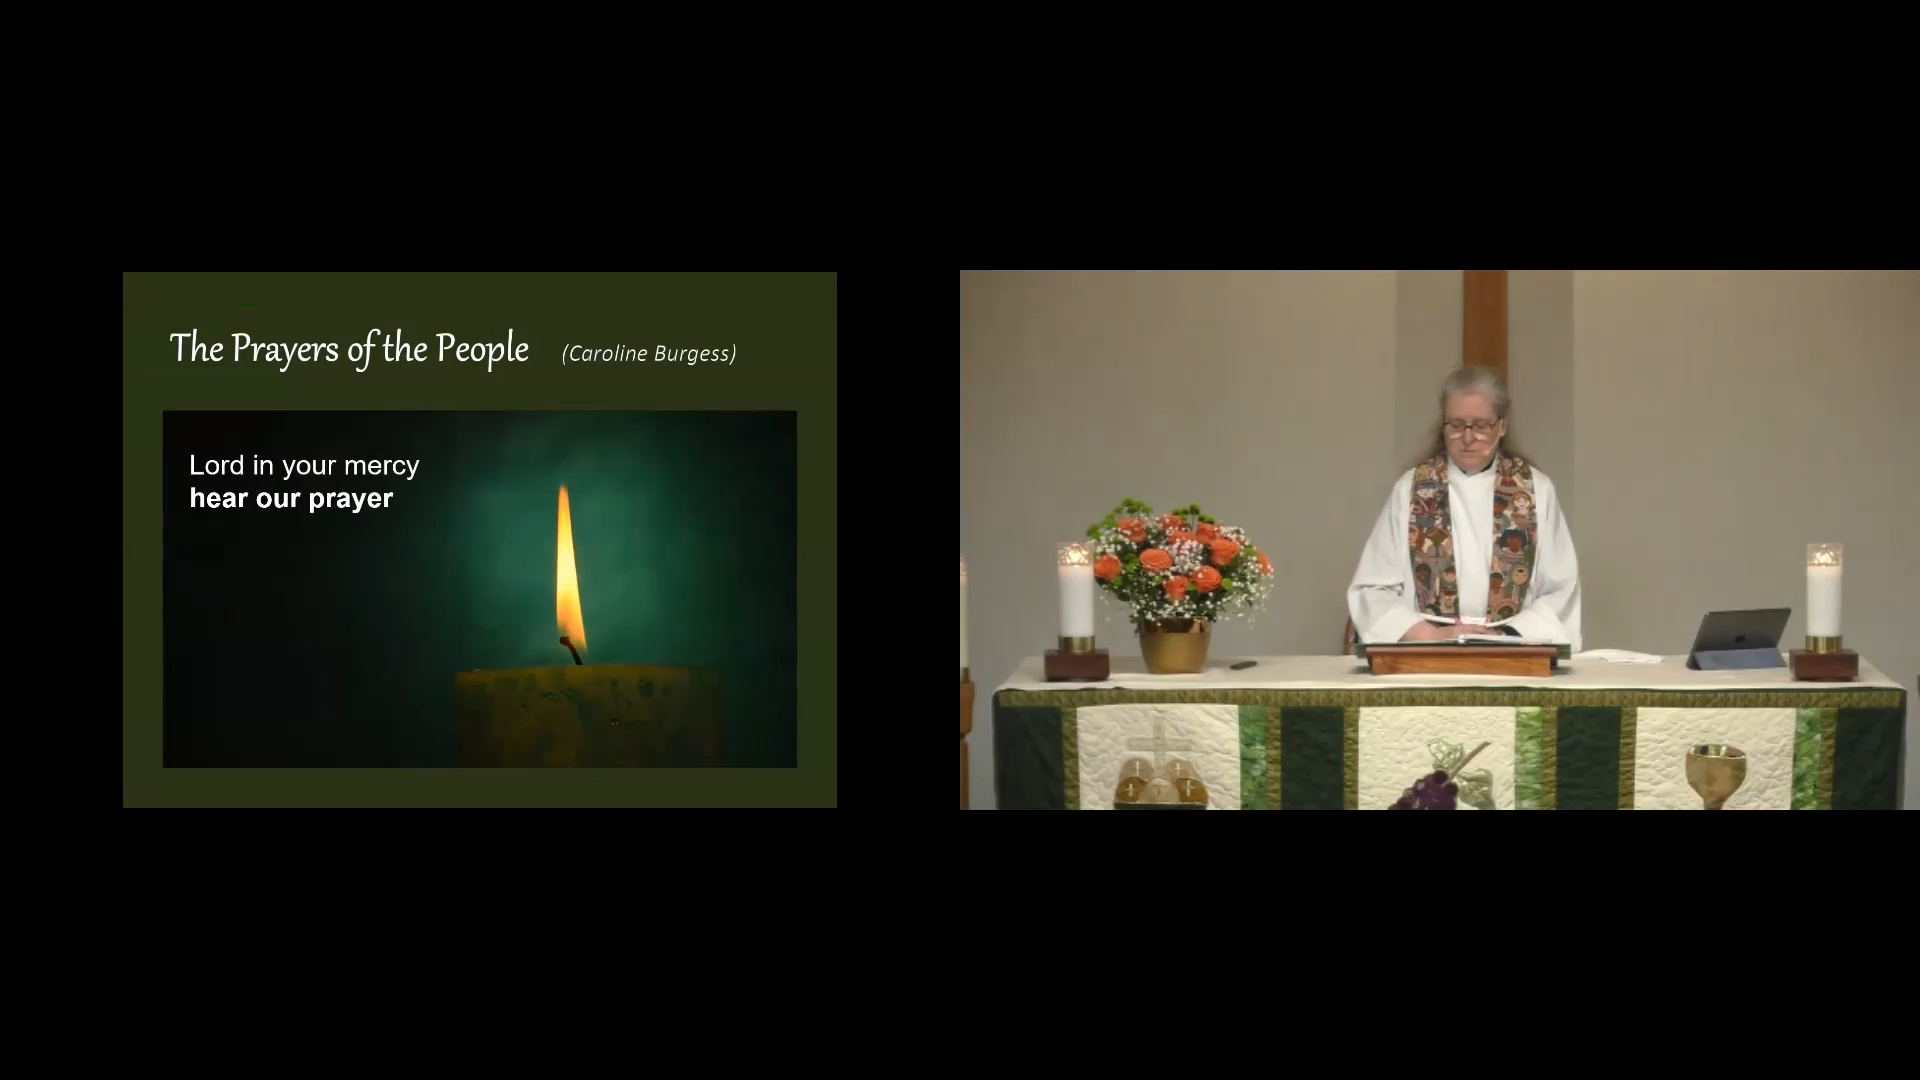 The Prayers of the People (Caroline Burgess)
Lord in your mercy
hear our prayer